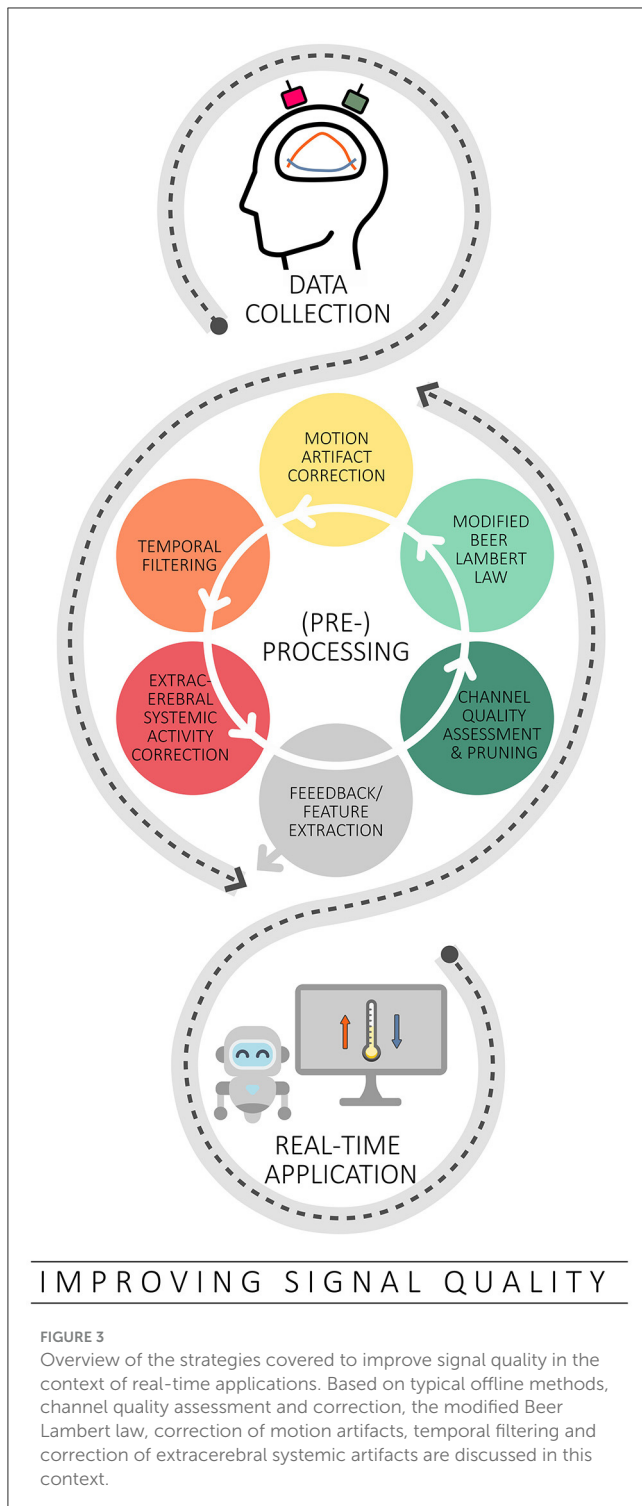 DATA
COLLECTION
MOTION
ARTIFACT
CORRECTION
MODIFIED
BEER
LAMBERT
LAW
TEMPORAL
FILTERING
(PRE-)
PROCESSING
EXTRAC-
EREBRAL
SYSTEMIC
ACTIVITY
CORRECTION
CHANNEL
QUALITY
ASSESSMENT
& PRUNING
FEEEDBACK/
FEATURE
EXTRACTION
REAL-TIME
APPLICATION
IMPROVING SIGNAL QUALITY
FIGURE 3
Overview of the strategies covered to improve signal quality in the
context of real-time applications. Based on typical offline methods,
channel quality assessment and correction, the modified Beer
Lambert law, correction of motion artifacts, temporal filtering and
correction of extracerebral systemic artifacts are discussed in this
context.